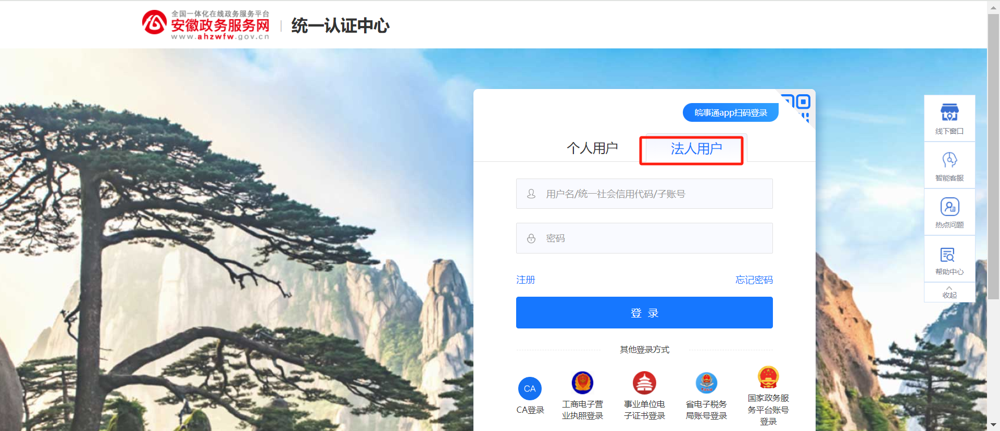 全国一体化在线政务服务平台
安徽政务服务网
www.ahzwfw.gov.cn
统一认证中心
皖事通app扫码登录
个人用户
法人用户
用户名/统一社会信用代码/子账号
密码
注册
忘记密码
登 录
其他登录方式
CA
CA登录
工商电子营
业执照登录
事业单位电
子证书登录
省电子税务
局账号登录
国家政务服
务平台账号
登录
线下窗口
智能客服
热点问题
帮助中心
收起